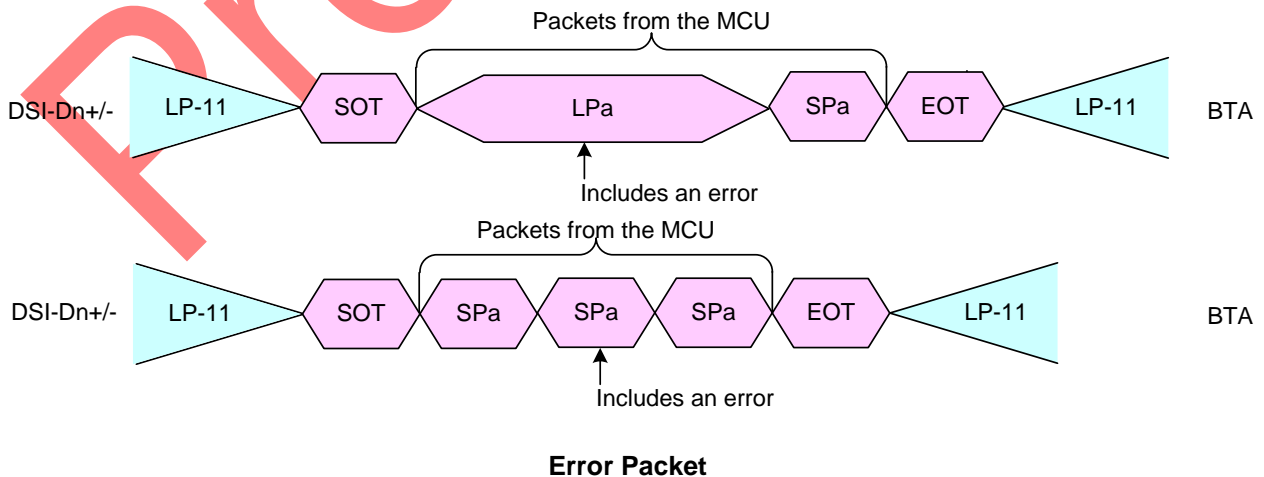 Packets from the MCU
DSI-Dn+/- LP-11 SOT LPa SPa EOT LP-11 BTA
Includes an error
Packets from the MCU
DSI-Dn+/- LP-11 SOT SPa SPa SPa EOT LP-11 BTA
Includes an error
Error Packet